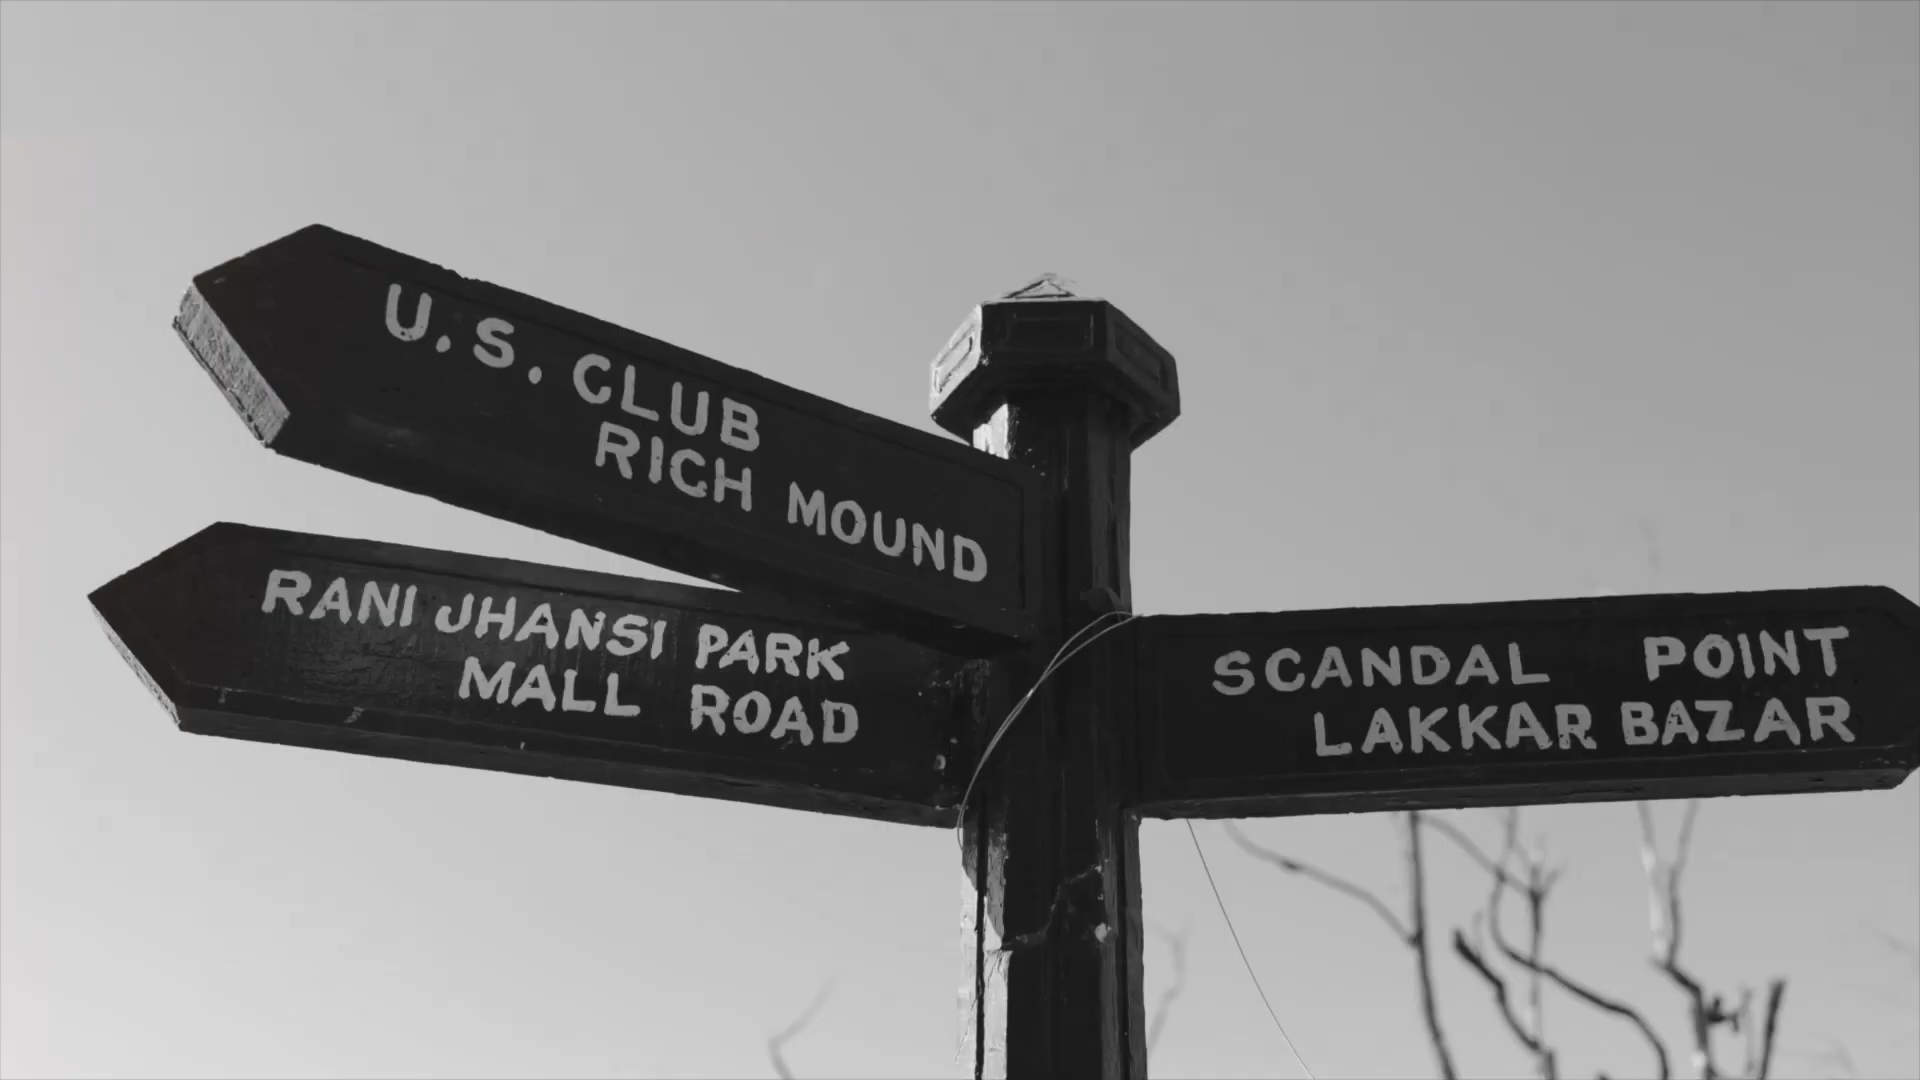 U.S. CLUB
RICH MOUND
RANI JHANSI PARK
MALL ROAD
SCANDAL POINT
LAKKAR BAZAR